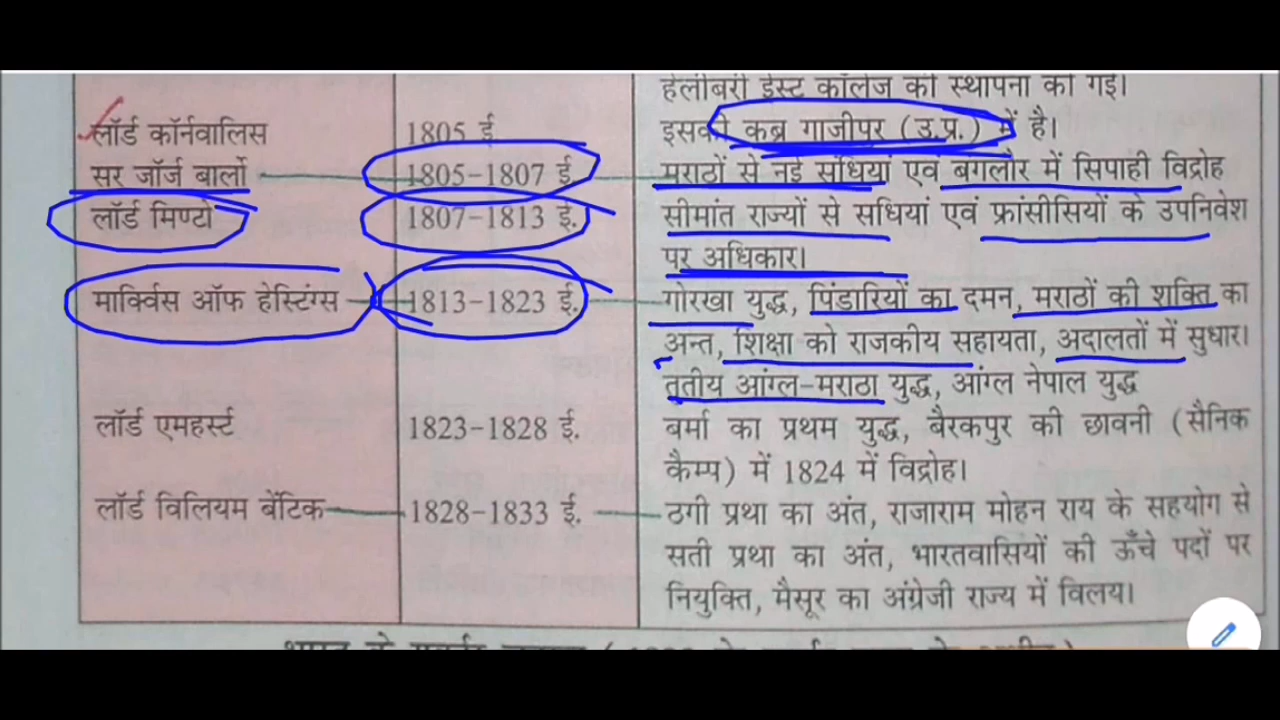 हेलीबरी ईस्ट कॉलेज की स्थापना की गई।
लॉर्ड कॉर्नवालिस 1805 ई इसकी कब्र गाजीपुर (उ.प्र.) में है।
सर जॉर्ज बार्लो 1805-1807 ई. मराठों से नई संधियां एवं बगलौर में सिपाही विद्रोह
लॉर्ड मिण्टो 1807-1813 ई. सीमांत राज्यों से संधियां एवं फ्रांसीसियों के उपनिवेश
पर अधिकार।
मार्क्विस ऑफ हेस्टिंग्स 1813-1823 ई. गोरखा युद्ध, पिंडारियों का दमन, मराठों की शक्ति का
अन्त, शिक्षा को राजकीय सहायता, अदालतों में सुधार।
तृतीय आंग्ल-मराठा युद्ध, आंग्ल नेपाल युद्ध
लॉर्ड एमहर्स्ट 1823-1828 ई. बर्मा का प्रथम युद्ध, बैरकपुर की छावनी (सैनिक
कैम्प) में 1824 में विद्रोह।
लॉर्ड विलियम बैंटिक 1828-1833 ई. ठगी प्रथा का अंत, राजाराम मोहन राय के सहयोग से
सती प्रथा का अंत, भारतवासियों की ऊँचे पदों पर
नियुक्ति, मैसूर का अंग्रेजी राज्य में विलय।